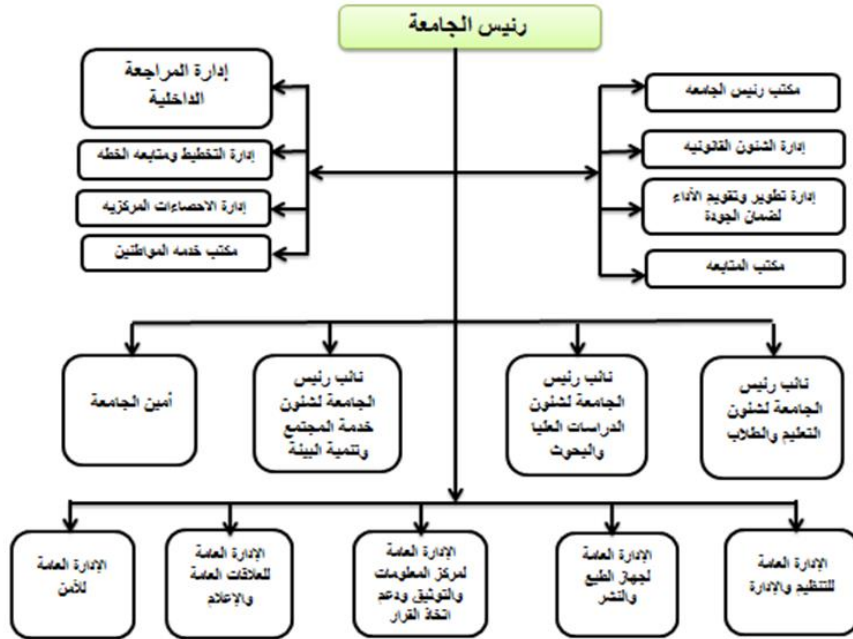 رئيس الجامعة
مكتب رئيس الجامعه
إدارة الشئون القانونيه
إدارة تطوير وتقويم الأداء
لضمان الجودة
مكتب المتابعه
إدارة المراجعة
الداخلية
إدارة التخطيط ومتابعه الخطه
إدارة الاحصاءات المركزيه
مكتب خدمه المواطنين
نائب رئيس
الجامعة لشئون
التعليم والطلاب
نائب رئيس
الجامعة لشئون
الدراسات العليا
والبحوث
نائب رئيس
الجامعة لشئون
خدمة المجتمع
وتنمية البيئة
أمين الجامعة
الإدارة العامة
للتنظيم والإدارة
الإدارة العامة
لجهاز الطبع
والنشر
الإدارة العامة
لمركز المعلومات
والتوثيق ودعم
اتخاذ القرار
الإدارة العامة
للعلاقات العامة
والإعلام
الإدارة العامة
للأمن